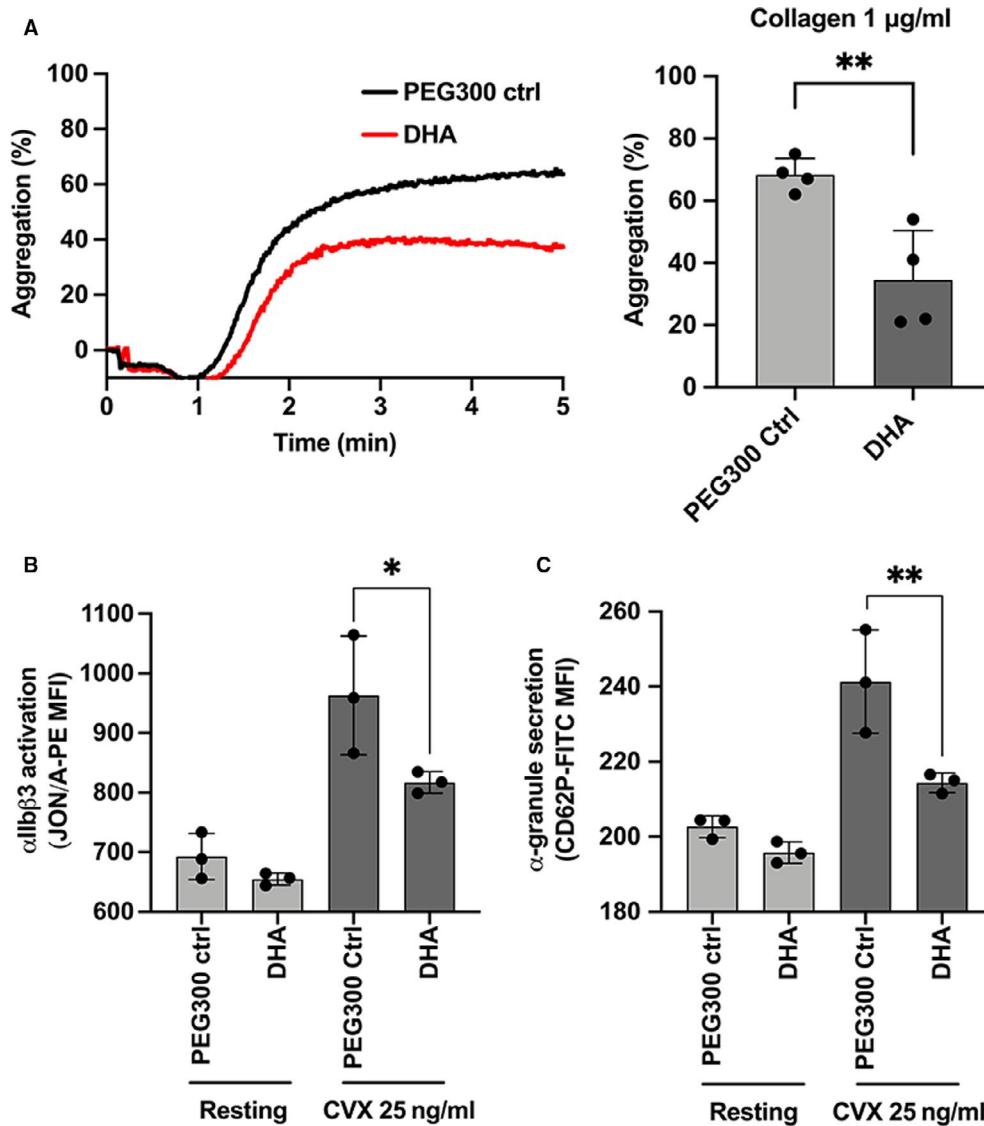 A
Collagen 1 µg/ml
Aggregation (%)
100
80
60
40
20
0
PEG300 ctrl
DHA
0
1
2
3
4
5
Time (min)
Aggregation (%)
100
80
60
40
20
0
**
PEG300 Ctrl
DHA
B
αIIbβ3 activation
(JON/A-PE MFI)
1100
1000
900
800
700
600
*
PEG300 ctrl
DHA
PEG300 Ctrl
DHA
Resting
CVX 25 ng/ml
C
α-granule secretion
(CD62P-FITC MFI)
260
240
220
200
180
**
PEG300 ctrl
DHA
PEG300 Ctrl
DHA
Resting
CVX 25 ng/ml